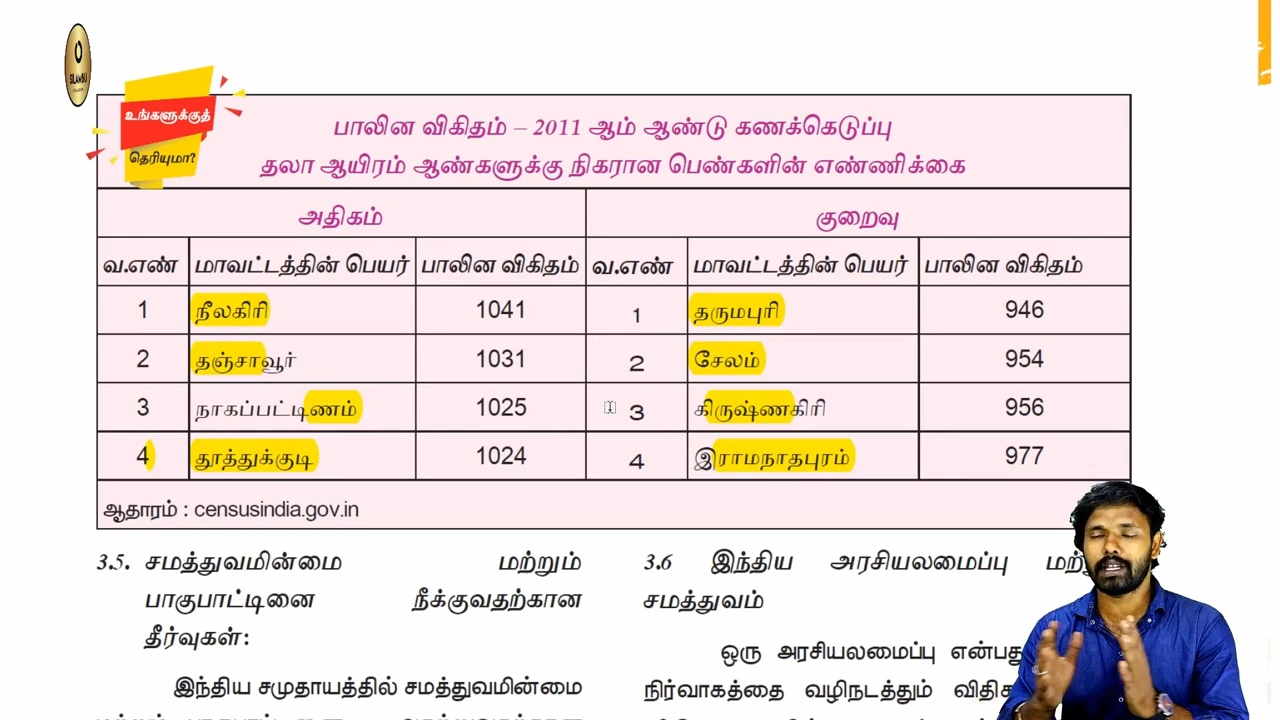 SILAMBU
உங்களுக்குத்
தெரியுமா?
பாலின விகிதம் – 2011 ஆம் ஆண்டு கணக்கெடுப்பு
தலா ஆயிரம் ஆண்களுக்கு நிகரான பெண்களின் எண்ணிக்கை
அதிகம் குறைவு
வ.எண் மாவட்டத்தின் பெயர் பாலின விகிதம் வ.எண் மாவட்டத்தின் பெயர் பாலின விகிதம்
1 நீலகிரி 1041 1 தருமபுரி 946
2 தஞ்சாவூர் 1031 2 சேலம் 954
3 நாகப்பட்டிணம் 1025 3 கிருஷ்ணகிரி 956
4 தூத்துக்குடி 1024 4 இராமநாதபுரம் 977
ஆதாரம் : censusindia.gov.in
3.5. சமத்துவமின்மை மற்றும்
பாகுபாட்டினை நீக்குவதற்கான
தீர்வுகள்:
இந்திய சமுதாயத்தில் சமத்துவமின்மை
3.6 இந்திய அரசியலமைப்பு
சமத்துவம்
ஒரு அரசியலமைப்பு என்பது
நிர்வாகத்தை வழிநடத்தும்